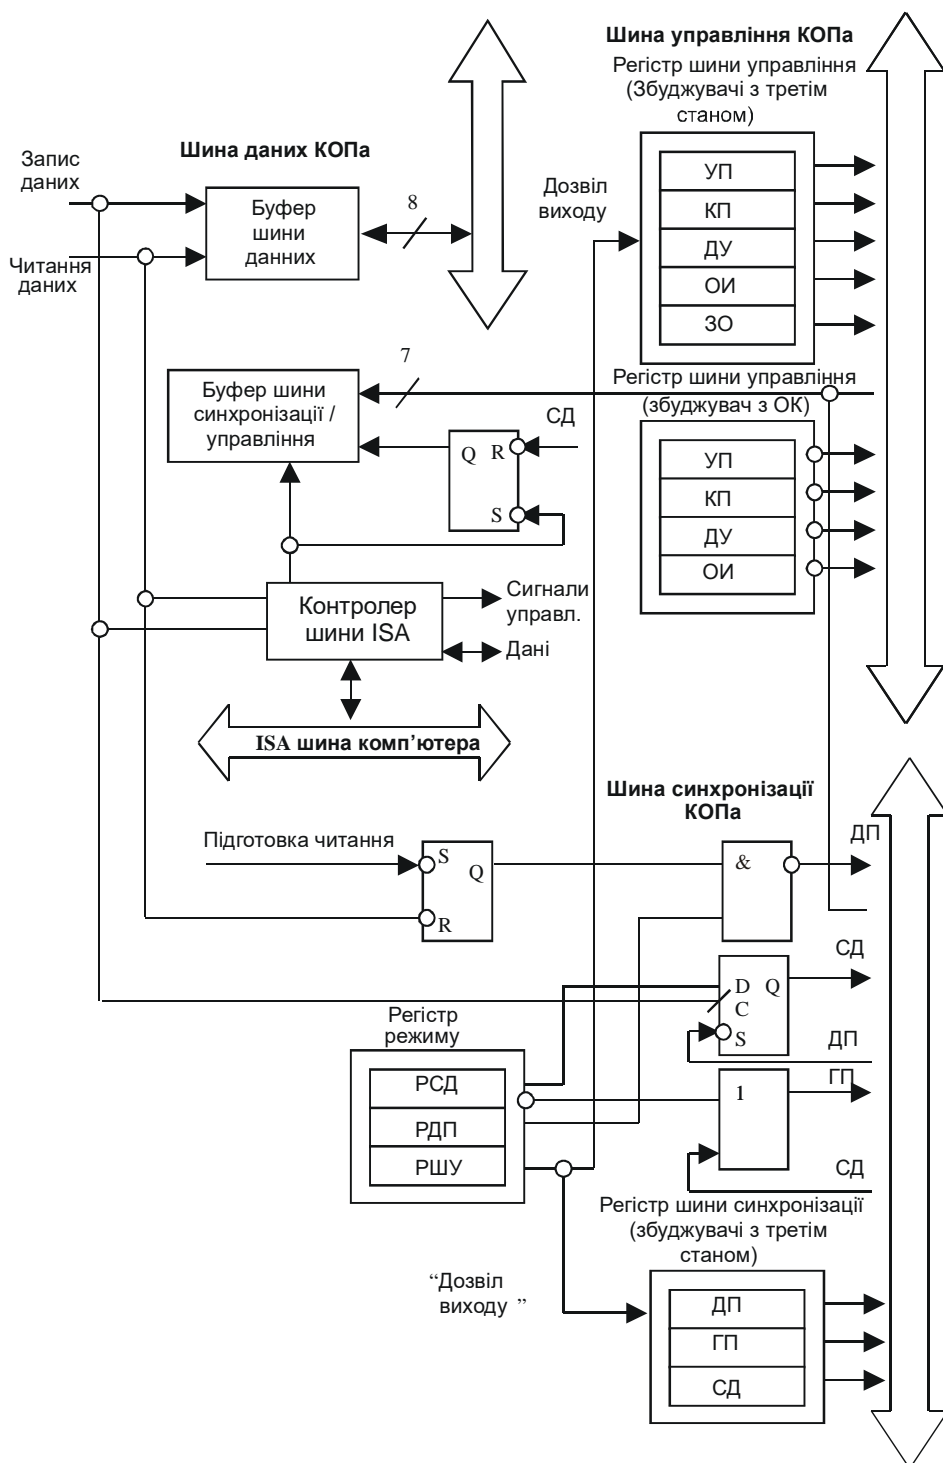 Шина управління КОПа
Регістр шини управління
(Збуджувачі з третім
станом)
Шина даних КОПа
Запис
даних
Буфер
шини
данних
8
Дозвіл
виходу
УП
КП
ДУ
ОИ
ЗО
Читання
даних
7
Регістр шини управління
(збуджувач з ОК)
Буфер шини
синхронізації /
управління
СД
Q
R
S
УП
КП
ДУ
ОИ
Контролер
шини ISA
Сигнали
управл.
Дані
ISA шина комп’ютера
Шина синхронізації
КОПа
Підготовка читання
S
Q
R
&
ДП
СД
D
Q
C
S
ДП
Регістр
режиму
РСД
РДП
РШУ
1
ГП
СД
Регістр шини синхронізації
(збуджувачі з третім
станом)
“Дозвіл
виходу ”
ДП
ГП
СД